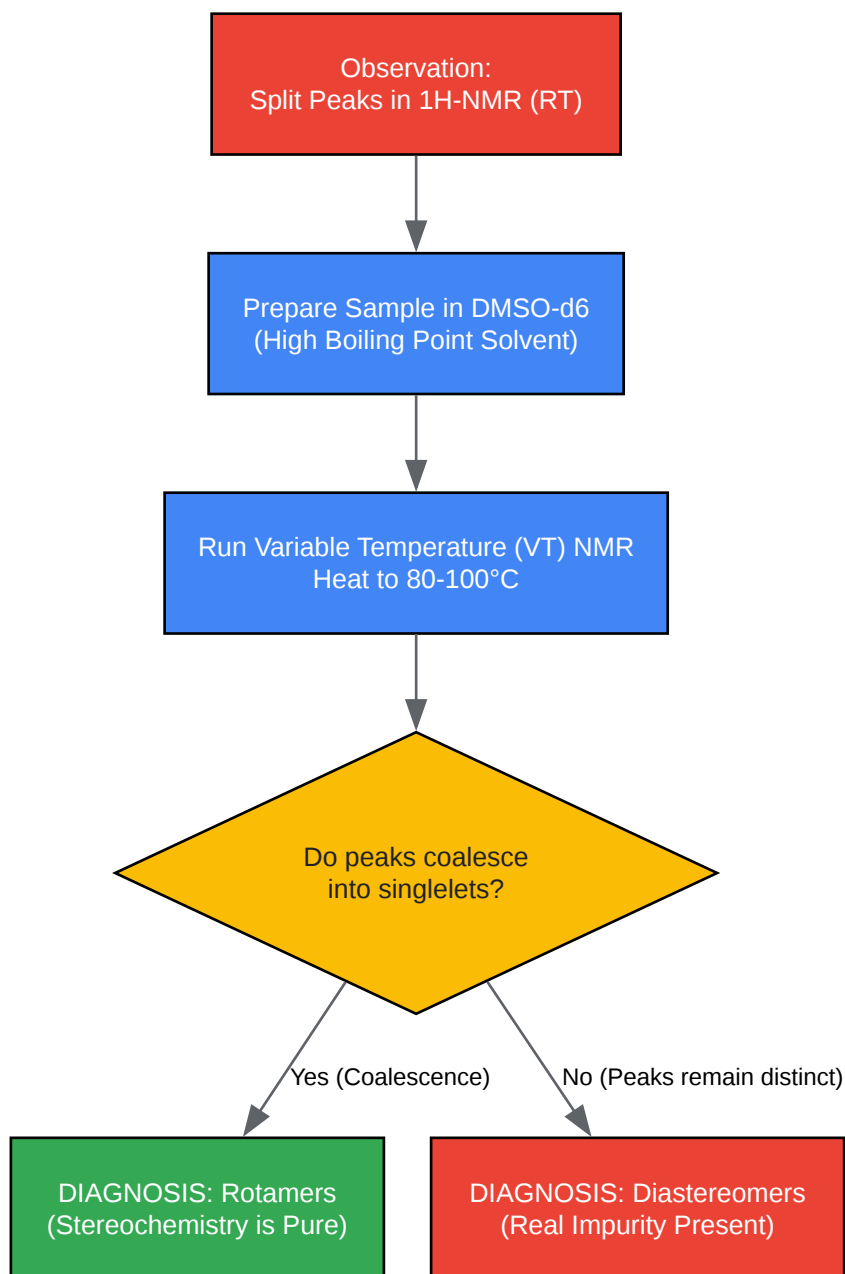 Observation:
Split Peaks in 1H-NMR (RT)
Prepare Sample in DMSO-d6
(High Boiling Point Solvent)
Run Variable Temperature (VT) NMR
Heat to 80-100°C
Do peaks coalesce
into singlelets?
Yes (Coalescence)
No (Peaks remain distinct)
DIAGNOSIS: Rotamers
(Stereochemistry is Pure)
DIAGNOSIS: Diastereomers
(Real Impurity Present)